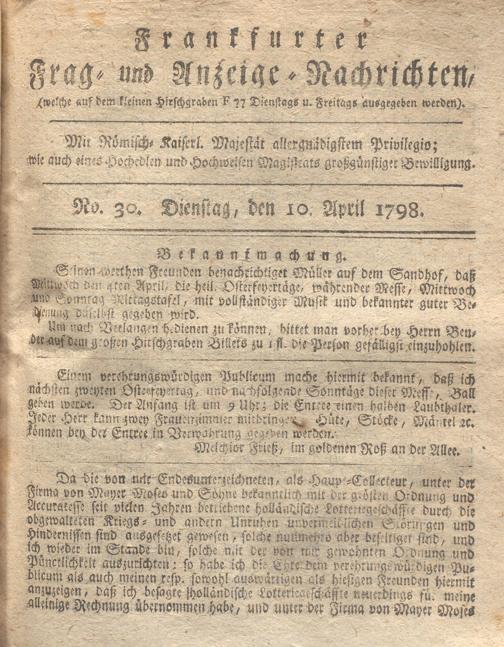 Frankfurter
Frag- und Anzeige-Nachrichten,
(welche auf dem kleinen Hirschgraben F 77 Dienstags u. Freitags ausgegeben werden).
Mit Römisch-Kaiserl. Majestät allergnädigstem Privilegio;
wie auch eines Hochedlen und Hochweisen Magistrats großgünstiger Bewilligung.
No. 30. Dienstag, den 10. April 1798.
Bekanntmachung.
Seinen werthen Freunden benachrichtiget Müller auf dem Sandhof, daß
Mittwoch den 4ten April, die heil. Osterfeyertäge, während der Messe, Mittwoch
und Sonntag Mittagstafel, mit vollständiger Musik und bekannter guter Be-
dienung daselbst gegeben wird.
Um nach Verlangen bedienen zu können, bittet man vorher bey Herrn Ben-
der auf dem großen Hirschgraben Billets zu 1 fl. die Person gefälligst einzuholen.
Einem verehrungswürdigen Publicum mache hiermit bekannt, daß ich
nächsten zweyten Osterfeyertag, und nachfolgende Sonntäge dieser Messe, Ball
geben werde. Der Anfang ist um 9 Uhr; die Entree einen halben Laubthaler.
Jeder Herr kann zwey Frauenzimmer mitbringen. Hüte, Stöcke, Mäntel ec.
können bey der Entree in Verwahrung gegeben werden.
Melchior Frieß, im goldenen Roß an der Allee.
Da die von mir Endesunterzeichneten, als Haupt-Collecteur, unter der
Firma von Mayer Moses und Söhne bekanntlich mit der grösten Ordnung und
Accuratesse seit vielen Jahren betriebene holländische Lotteriegeschäfte durch die
obgewalteten Kriegs- und andern Unruhen unvermeidlichen Störungen und
Hindernissen sind ausgesetzt gewesen, solche nunmehro aber beseitiget sind, und
ich wieder im Stande bin, solche mit der von mir gewohnten Ordnung und
Pünctlichkeit auszurichten: so habe ich die Ehre dem verehrungswürdigen Pu-
blicum als auch meinen resp. sowohl auswärtigen als hiesigen Freunden hiermit
anzuzeigen, daß ich besagte holländische Lotteriegeschäfte neuerdings für meine
alleinige Rechnung übernommen habe, und unter der Firma von Mayer Moses